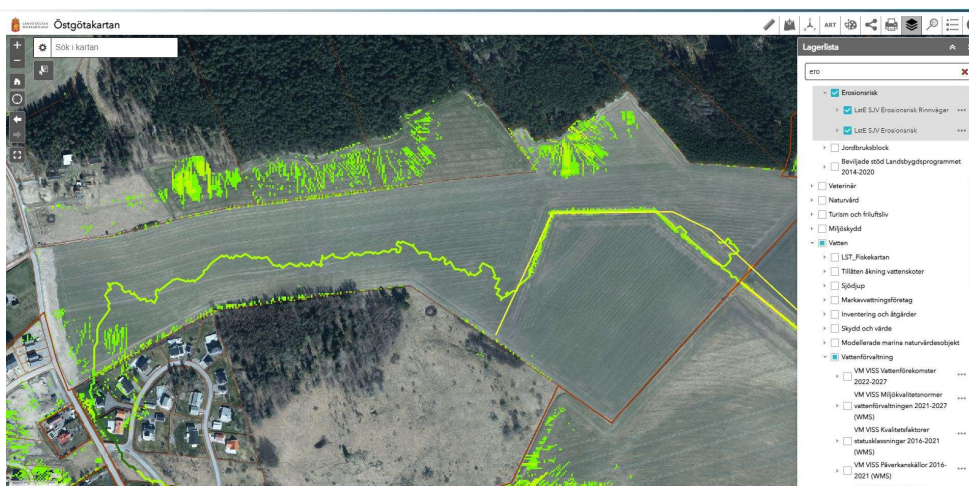 LÄNSSTYRELSEN
ÖSTERGÖTLAND
Östgötakartan
ART
Sök i kartan
Lagerlista
ero
Erosionsrisk
LstE SJV Erosionsrisk Rinnvägar
LstE SJV Erosionsrisk
Jordbruksblock
Beviljade stöd Landsbygdsprogrammet
2014-2020
Veterinär
Naturvård
Turism och friluftsliv
Miljöskydd
Vatten
LST_Fiskekartan
Tillåten åkning vattenskoter
Sjödjup
Markavvattningsföretag
Inventering och åtgärder
Skydd och värde
Modellerade marina naturvärdesobjekt
Vattenförvaltning
VM VISS Vattenförekomster
2022-2027
VM VISS Miljökvalitetsnormer
vattenförvaltningen 2021-2027
(WMS)
VM VISS Kvalitetsfaktorer
statusklassningar 2016-2021
(WMS)
VM VISS Påverkanskällor 2016-
2021 (WMS)